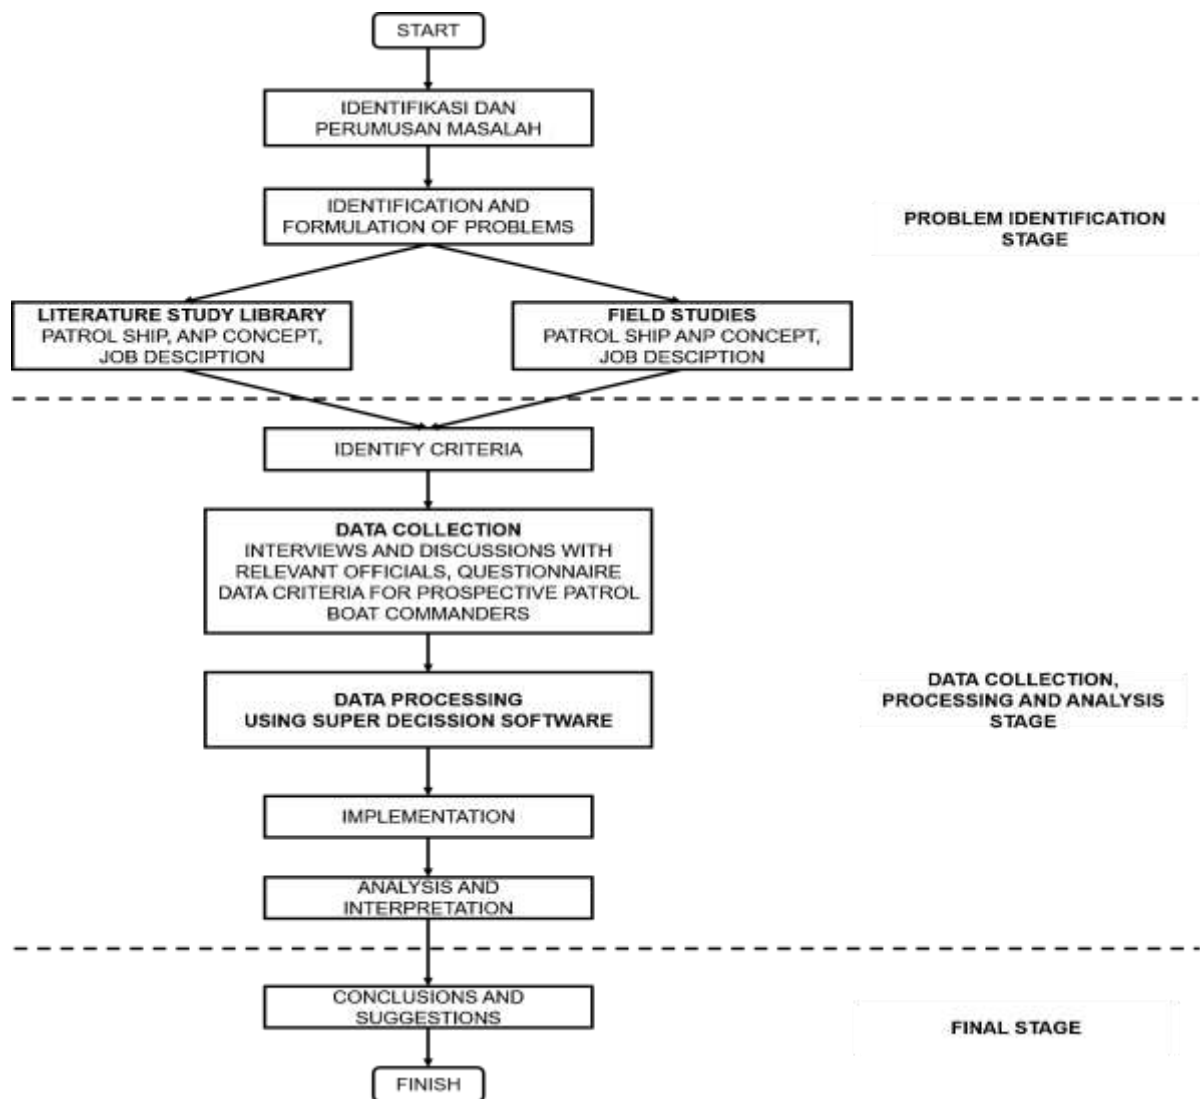 START
IDENTIFIKASI DAN
PERUMUSAN MASALAH
IDENTIFICATION AND
FORMULATION OF PROBLEMS
PROBLEM IDENTIFICATION
STAGE
LITERATURE STUDY LIBRARY
PATROL SHIP, ANP CONCEPT,
JOB DESCIPTION
FIELD STUDIES
PATROL SHIP ANP CONCEPT,
JOB DESCIPTION
IDENTIFY CRITERIA
DATA COLLECTION
INTERVIEWS AND DISCUSSIONS WITH
RELEVANT OFFICIALS, QUESTIONNAIRE
DATA CRITERIA FOR PROSPECTIVE PATROL
BOAT COMMANDERS
DATA PROCESSING
USING SUPER DECISSION SOFTWARE
DATA COLLECTION,
PROCESSING AND ANALYSIS
STAGE
IMPLEMENTATION
ANALYSIS AND
INTERPRETATION
CONCLUSIONS AND
SUGGESTIONS
FINAL STAGE
FINISH